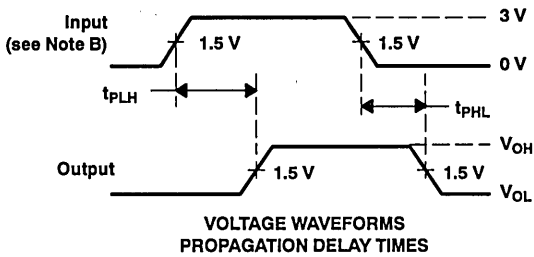 Input
(see Note B)
1.5 V
1.5 V
3 V
0 V
tPLH
tPHL
Output
1.5 V
1.5 V
VOH
VOL
VOLTAGE WAVEFORMS
PROPAGATION DELAY TIMES